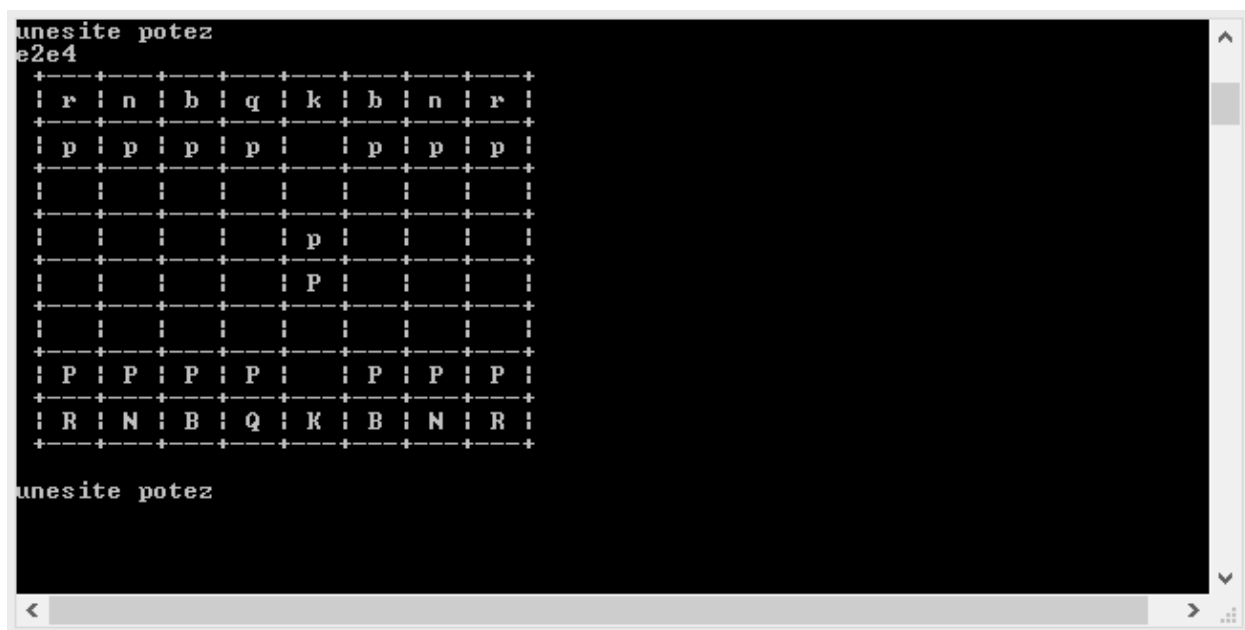 unesite potez
e2e4
+---+---+---+---+---+---+---+---+
¦ r ¦ n ¦ b ¦ q ¦ k ¦ b ¦ n ¦ r ¦
+---+---+---+---+---+---+---+---+
¦ p ¦ p ¦ p ¦ p ¦   ¦ p ¦ p ¦ p ¦
+---+---+---+---+---+---+---+---+
¦   ¦   ¦   ¦   ¦   ¦   ¦   ¦   ¦
+---+---+---+---+---+---+---+---+
¦   ¦   ¦   ¦   ¦ p ¦   ¦   ¦   ¦
+---+---+---+---+---+---+---+---+
¦   ¦   ¦   ¦   ¦ P ¦   ¦   ¦   ¦
+---+---+---+---+---+---+---+---+
¦   ¦   ¦   ¦   ¦   ¦   ¦   ¦   ¦
+---+---+---+---+---+---+---+---+
¦ P ¦ P ¦ P ¦ P ¦   ¦ P ¦ P ¦ P ¦
+---+---+---+---+---+---+---+---+
¦ R ¦ N ¦ B ¦ Q ¦ K ¦ B ¦ N ¦ R ¦
+---+---+---+---+---+---+---+---+
unesite potez